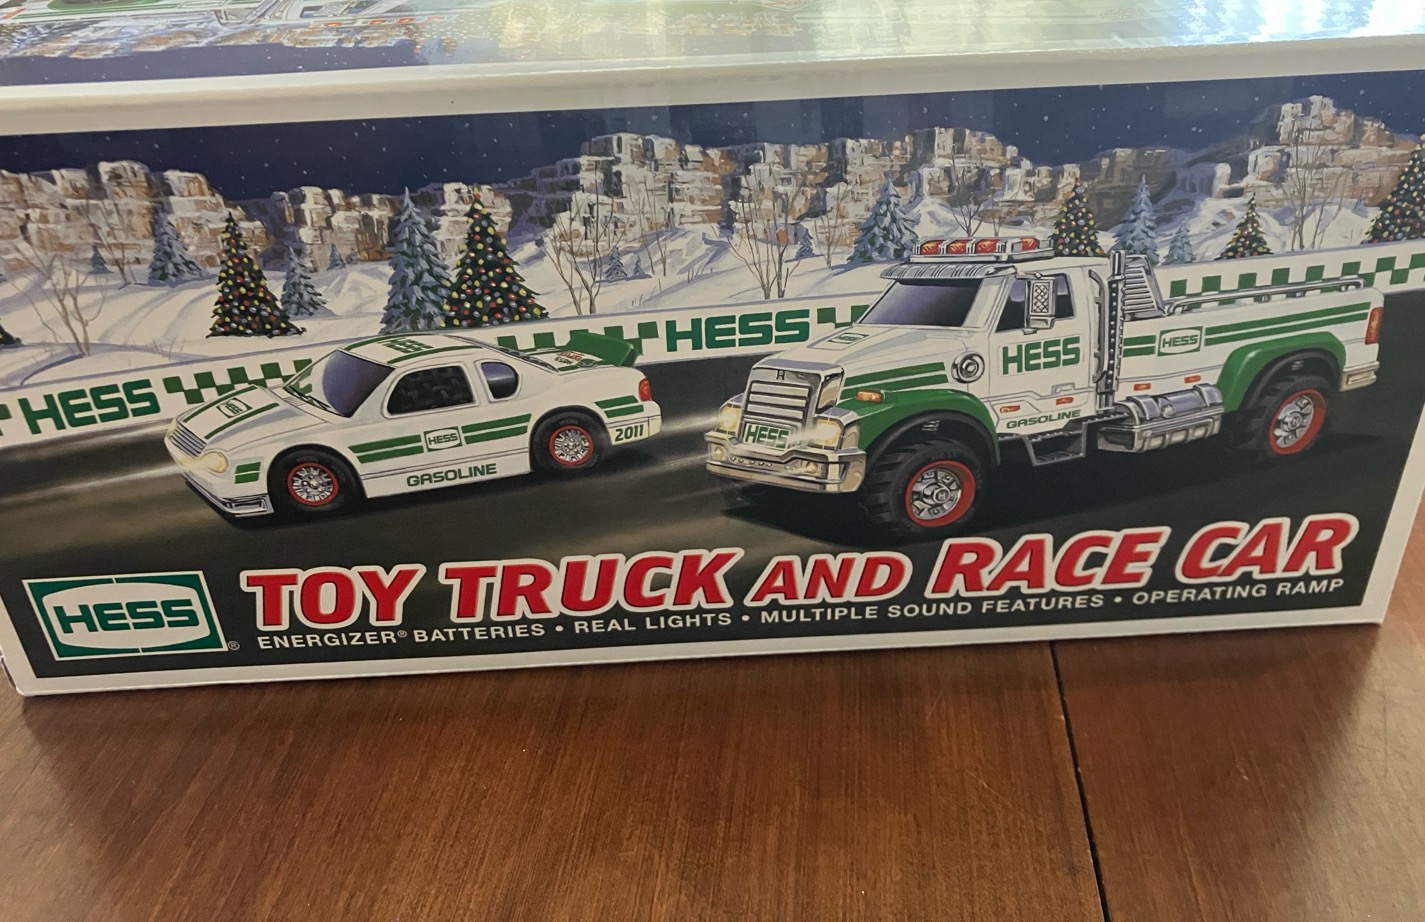 HESS
HESS
HESS
HESS
GASOLINE
2011
HESS
HESS
HESS
GASOLINE
HESS®
TOY TRUCK AND RACE CAR
ENERGIZER® BATTERIES • REAL LIGHTS • MULTIPLE SOUND FEATURES • OPERATING RAMP